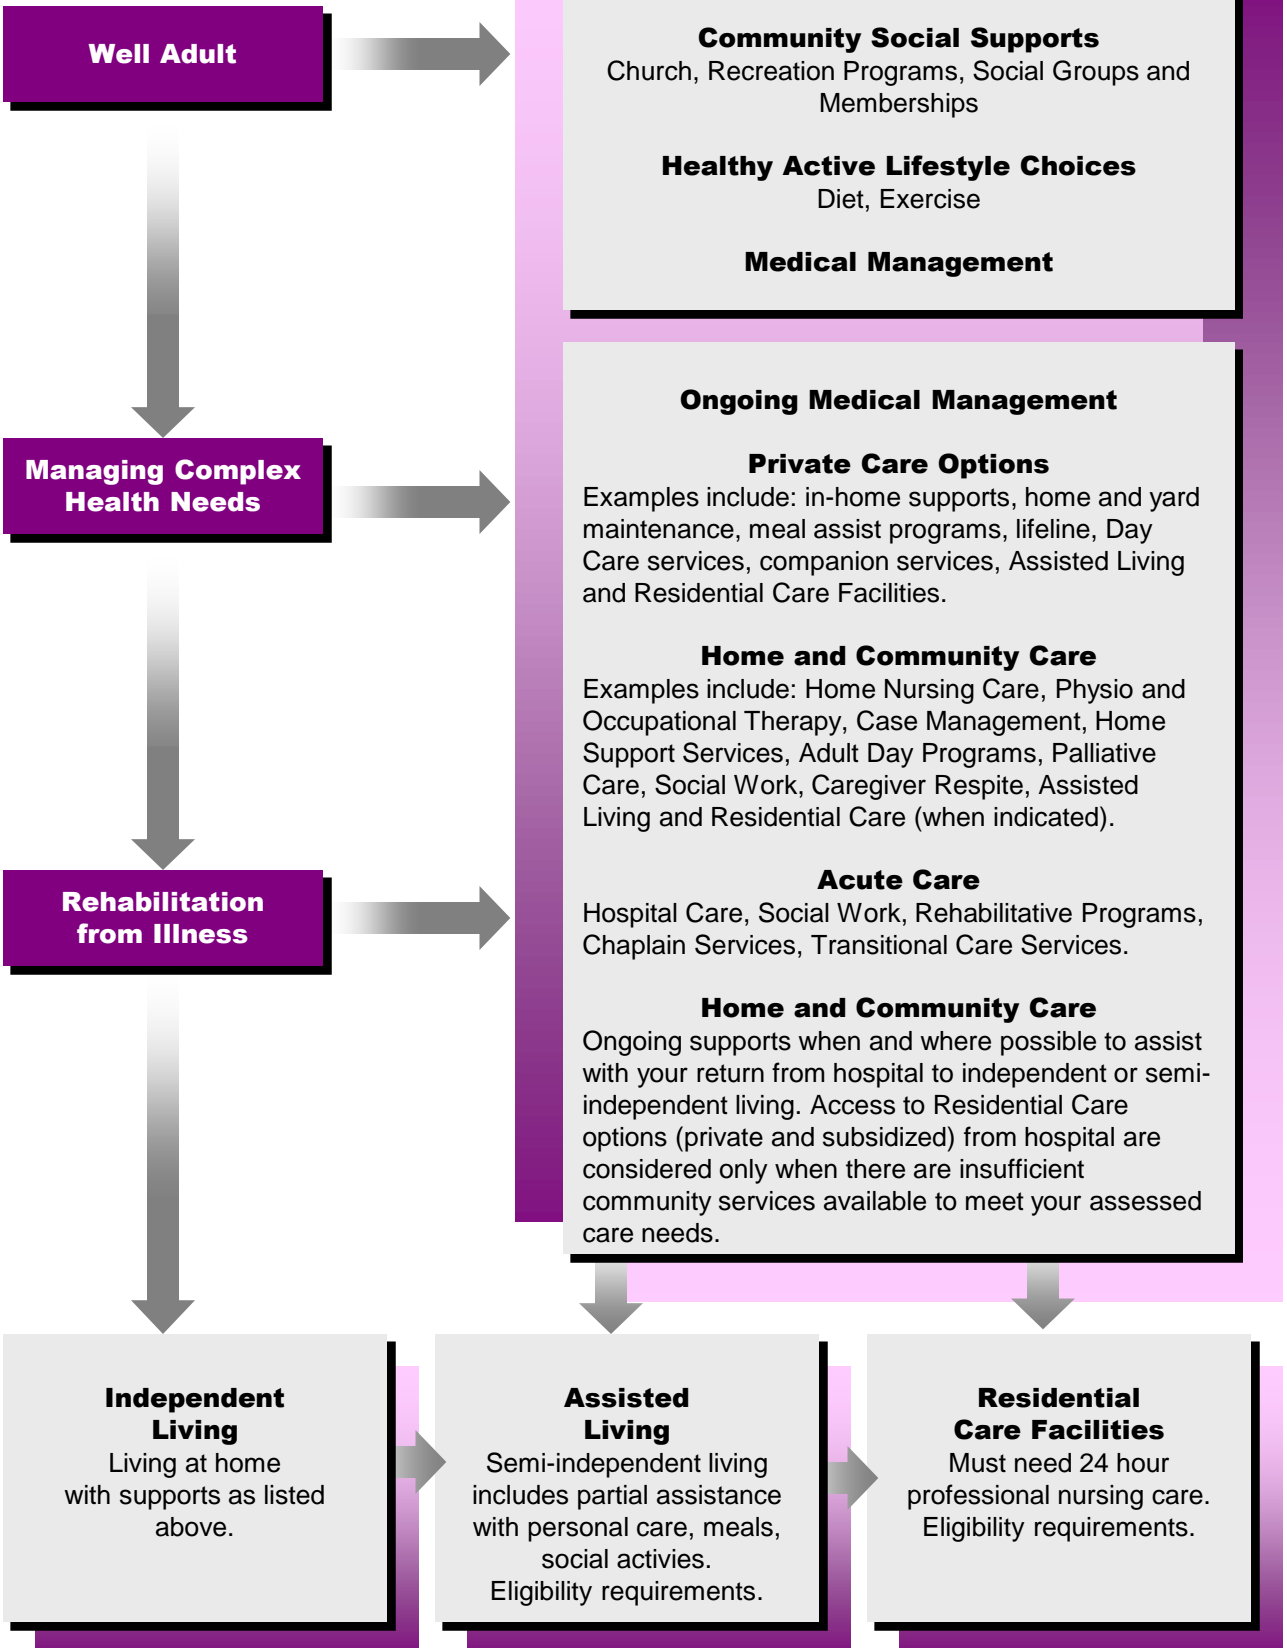 Well Adult
Community Social Supports
Church, Recreation Programs, Social Groups and
Memberships
Healthy Active Lifestyle Choices
Diet, Exercise
Medical Management
Managing Complex
Health Needs
Ongoing Medical Management
Private Care Options
Examples include: in-home supports, home and yard
maintenance, meal assist programs, lifeline, Day
Care services, companion services, Assisted Living
and Residential Care Facilities.
Home and Community Care
Examples include: Home Nursing Care, Physio and
Occupational Therapy, Case Management, Home
Support Services, Adult Day Programs, Palliative
Care, Social Work, Caregiver Respite, Assisted
Living and Residential Care (when indicated).
Rehabilitation
from Illness
Acute Care
Hospital Care, Social Work, Rehabilitative Programs,
Chaplain Services, Transitional Care Services.
Home and Community Care
Ongoing supports when and where possible to assist
with your return from hospital to independent or semi-
independent living. Access to Residential Care
options (private and subsidized) from hospital are
considered only when there are insufficient
community services available to meet your assessed
care needs.
Independent
Living
Living at home
with supports as listed
above.
Assisted
Living
Semi-independent living
includes partial assistance
with personal care, meals,
social activies.
Eligibility requirements.
Residential
Care Facilities
Must need 24 hour
professional nursing care.
Eligibility requirements.